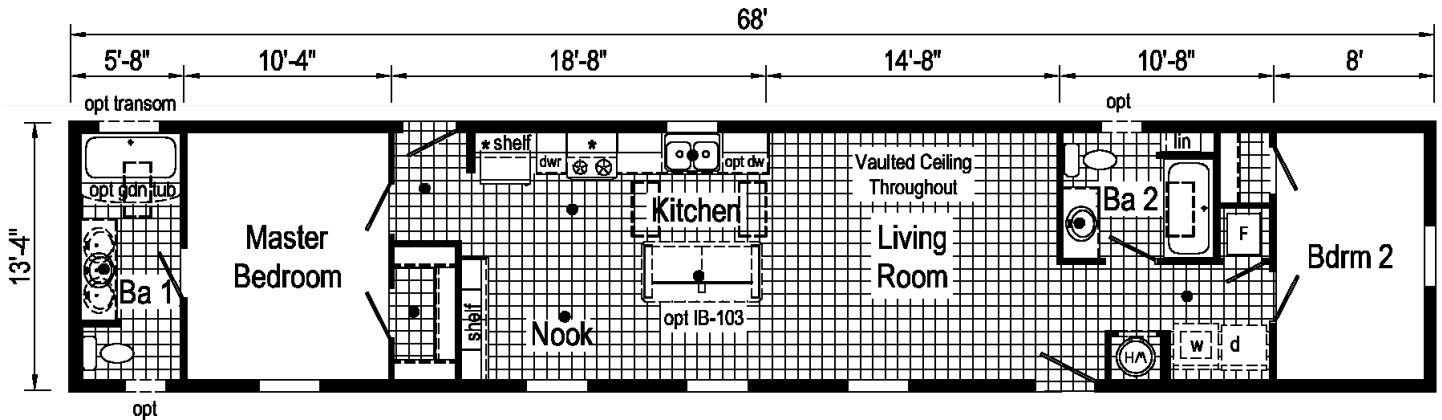 68'
5'-8"
10'-4"
18'-8"
14'-8"
10'-8"
8'
opt transom
opt
13'-4"
* shelf
dwr
*
opt dw
lin
opt gdn tub
Vaulted Ceiling
Throughout
Kitchen
Ba 2
Master
Bedroom
Living
Room
F
Bdrm 2
Ba 1
shelf
Nook
opt IB-103
w
d
opt